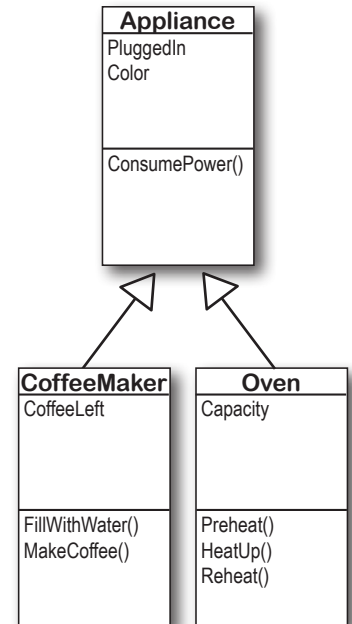 Appliance
PluggedIn
Color
ConsumePower()
CoffeeMaker
CoffeeLeft
FillWithWater()
MakeCoffee()
Oven
Capacity
Preheat()
HeatUp()
Reheat()